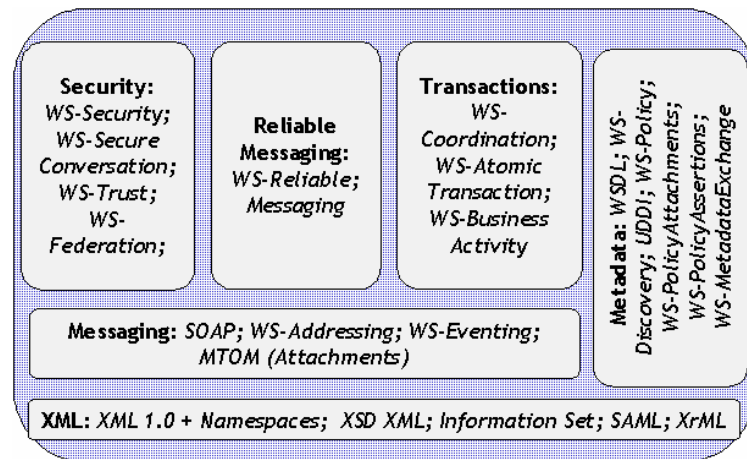 Security:
WS-Security;
WS-Secure
Conversation;
WS-Trust;
WS-
Federation;
Reliable
Messaging:
WS-Reliable;
Messaging
Transactions:
WS-
Coordination;
WS-Atomic
Transaction;
WS-Business
Activity
Metadata: WSDL; WS-
Discovery; UDDI; WS-Policy;
WS-PolicyAttachments;
WS-PolicyAssertions;
WS-MetadataExchange
Messaging: SOAP; WS-Addressing; WS-Eventing;
MTOM (Attachments)
XML: XML 1.0 + Namespaces; XSD XML; Information Set; SAML; XrML